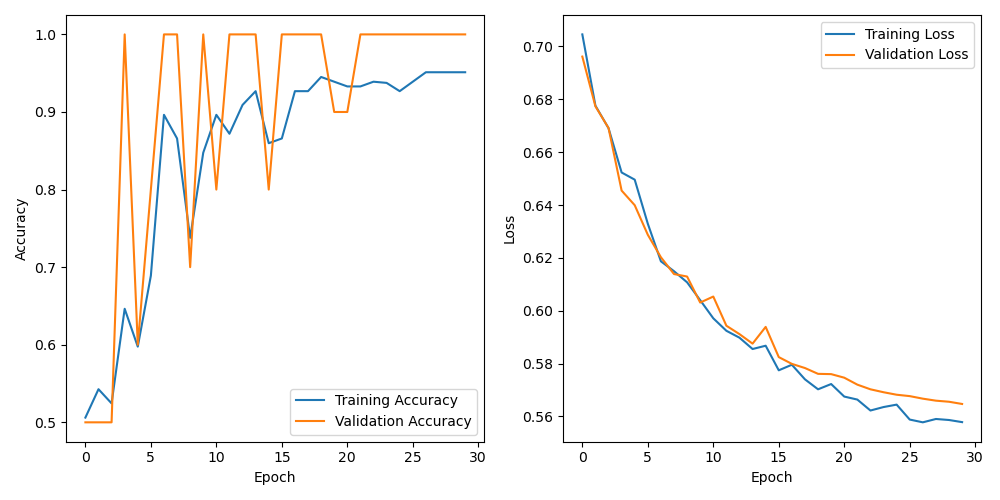 1.0
0.9
0.8
0.7
0.6
0.5
Accuracy
0 5 10 15 20 25 30
Epoch
Training Accuracy
Validation Accuracy
0.70
0.68
0.66
0.64
0.62
0.60
0.58
0.56
Loss
0 5 10 15 20 25 30
Epoch
Training Loss
Validation Loss